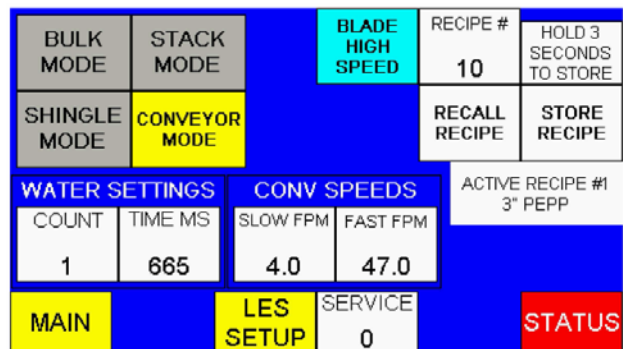 BULK
MODE
STACK
MODE
BLADE
HIGH
SPEED
RECIPE #
10
HOLD 3
SECONDS
TO STORE
SHINGLE
MODE
CONVEYOR
MODE
RECALL
RECIPE
STORE
RECIPE
WATER SETTINGS
COUNT
1
TIME MS
665
CONV SPEEDS
SLOW FPM
4.0
FAST FPM
47.0
ACTIVE RECIPE #1
3" PEPP
MAIN
LES
SETUP
SERVICE
0
STATUS